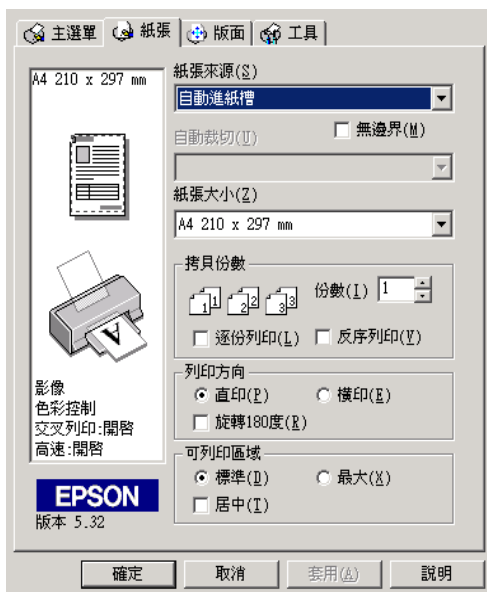 主選單 紙張 版面 工具
A4 210 x 297 mm
紙張來源(S)
自動進紙槽
自動裁切(U) 無邊界(M)
紙張大小(Z)
A4 210 x 297 mm
拷貝份數
1 1 2 2 3 3 份數(I) 1
逐份列印(L) 反序列印(V)
列印方向
直印(P) 橫印(E)
旋轉180度(R)
可列印區域
標準(D) 最大(X)
居中(T)
A
影像
色彩控制
交叉列印:開啓
高速:開啓
EPSON
版本 5.32
確定 取消 套用(A) 說明